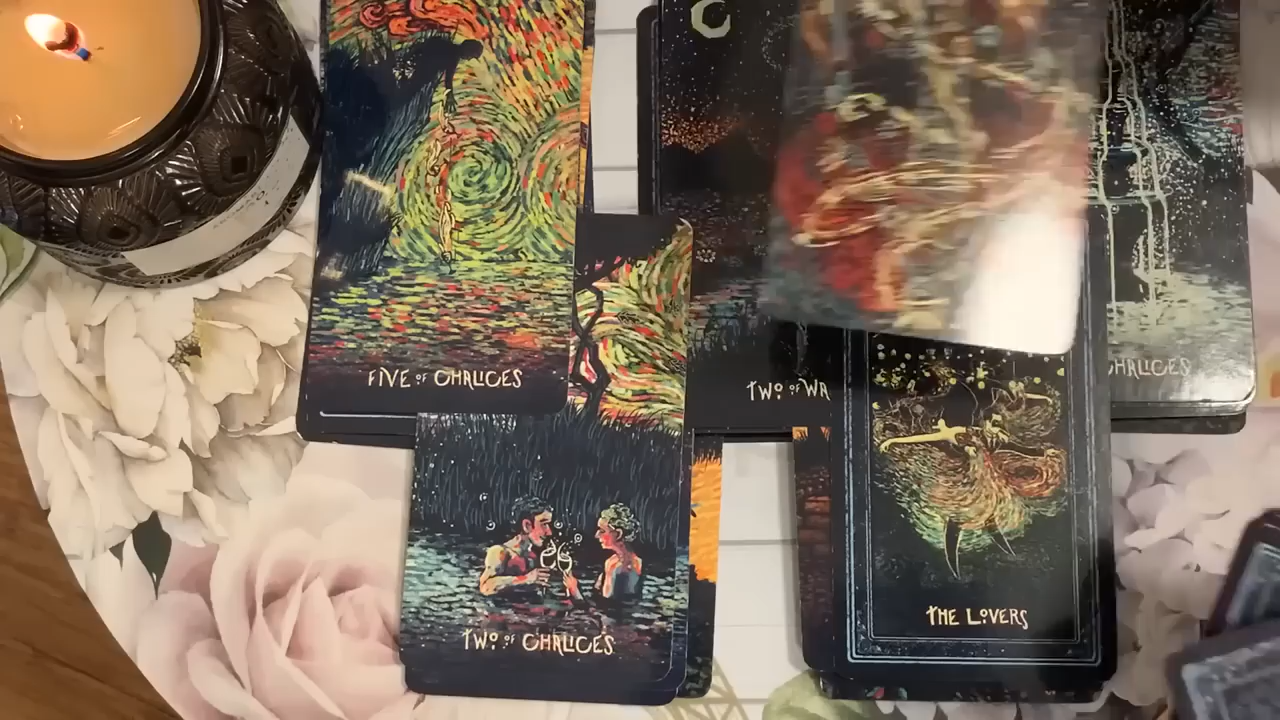 FIVE OF CHALICES
TWO OF WA
CHALICES
TWO OF CHALICES
THE LOVERS